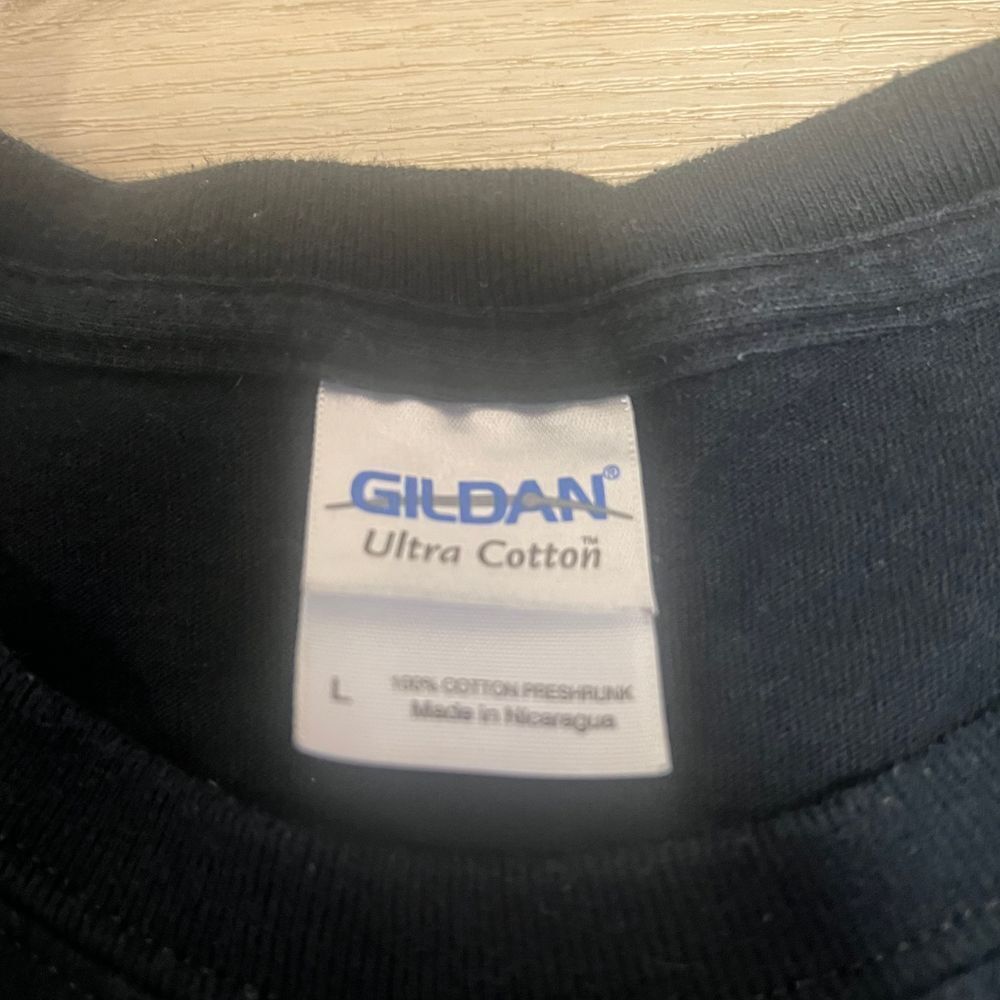 GILDAN®
Ultra Cotton™
L 100% COTTON PRESHRUNK
Made in Nicaragua